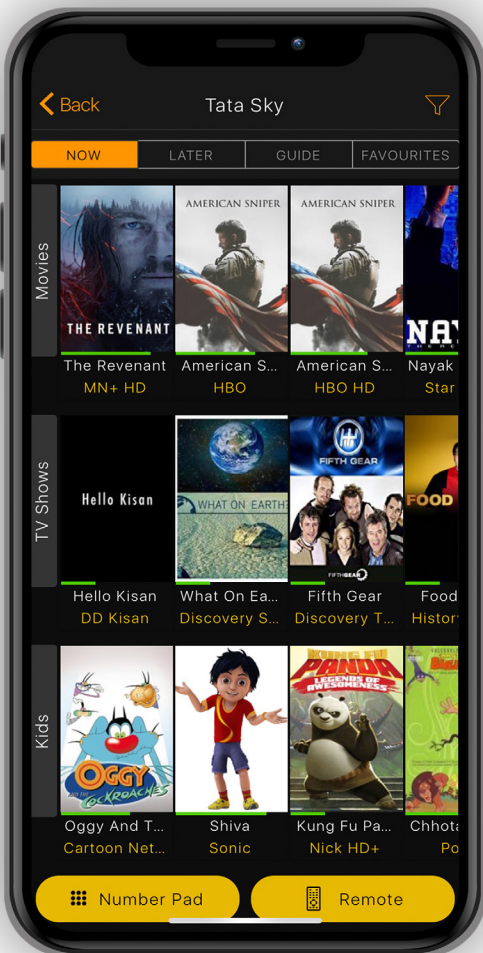 Back
Tata Sky
NOW
LATER
GUIDE
FAVOURITES
Movies
THE REVENANT
AMERICAN SNIPER
AMERICAN SNIPER
The Revenant
American S...
American S...
Nayak
MN+ HD
HBO
HBO HD
Star
TV Shows
Hello Kisan
WHAT ON EARTH
FIFTH GEAR
FIFTHGEAR
FOOD
Hello Kisan
What On Ea...
Fifth Gear
Food
DD Kisan
Discovery S...
Discovery T...
Kids
OGGY
AND THE
COCKROACHES
KUNG FU
PANDA
LEGENDS OF
AWESOMENESS
Oggy And T...
Shiva
Kung Fu Pa...
Cartoon Net...
Sonic
Nick HD+
Number Pad
Remote